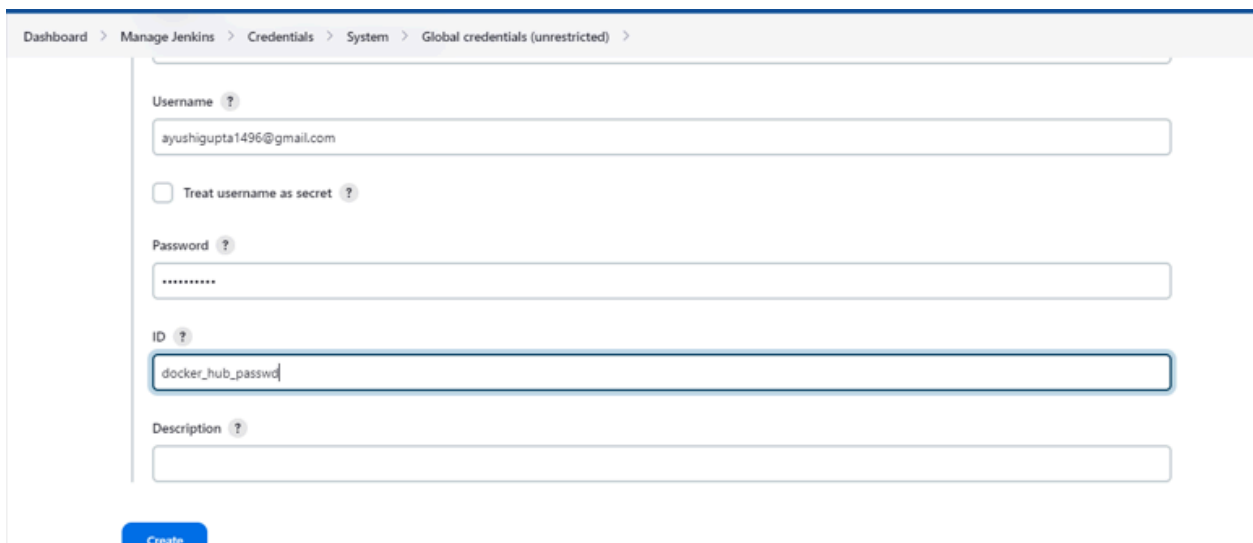 Dashboard > Manage Jenkins > Credentials > System > Global credentials (unrestricted) >
Username ?
ayushigupta1496@gmail.com
Treat username as secret ?
Password ?
••••••••••
ID ?
docker_hub_passwd
Description ?
Create